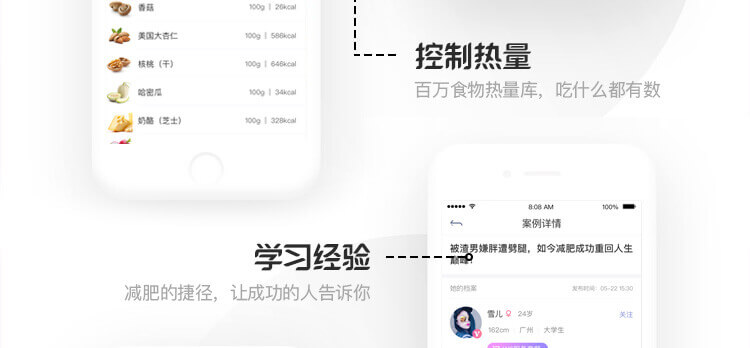 香菇 100g | 26kcal
美国大杏仁 100g | 586kcal
核桃（干） 100g | 646kcal
哈密瓜 100g | 34kcal
奶酪（芝士） 100g | 328kcal
控制热量
百万食物热量库，吃什么都有数
8:08 AM 100%
案例详情
被渣男嫌胖遭劈腿，如今减肥成功重回人生
巅峰！
学习经验
减肥的捷径，让成功的人告诉你
她的档案 发布时间：05-22 15:30
雪儿 24岁 关注
162cm · 广州 · 大学生